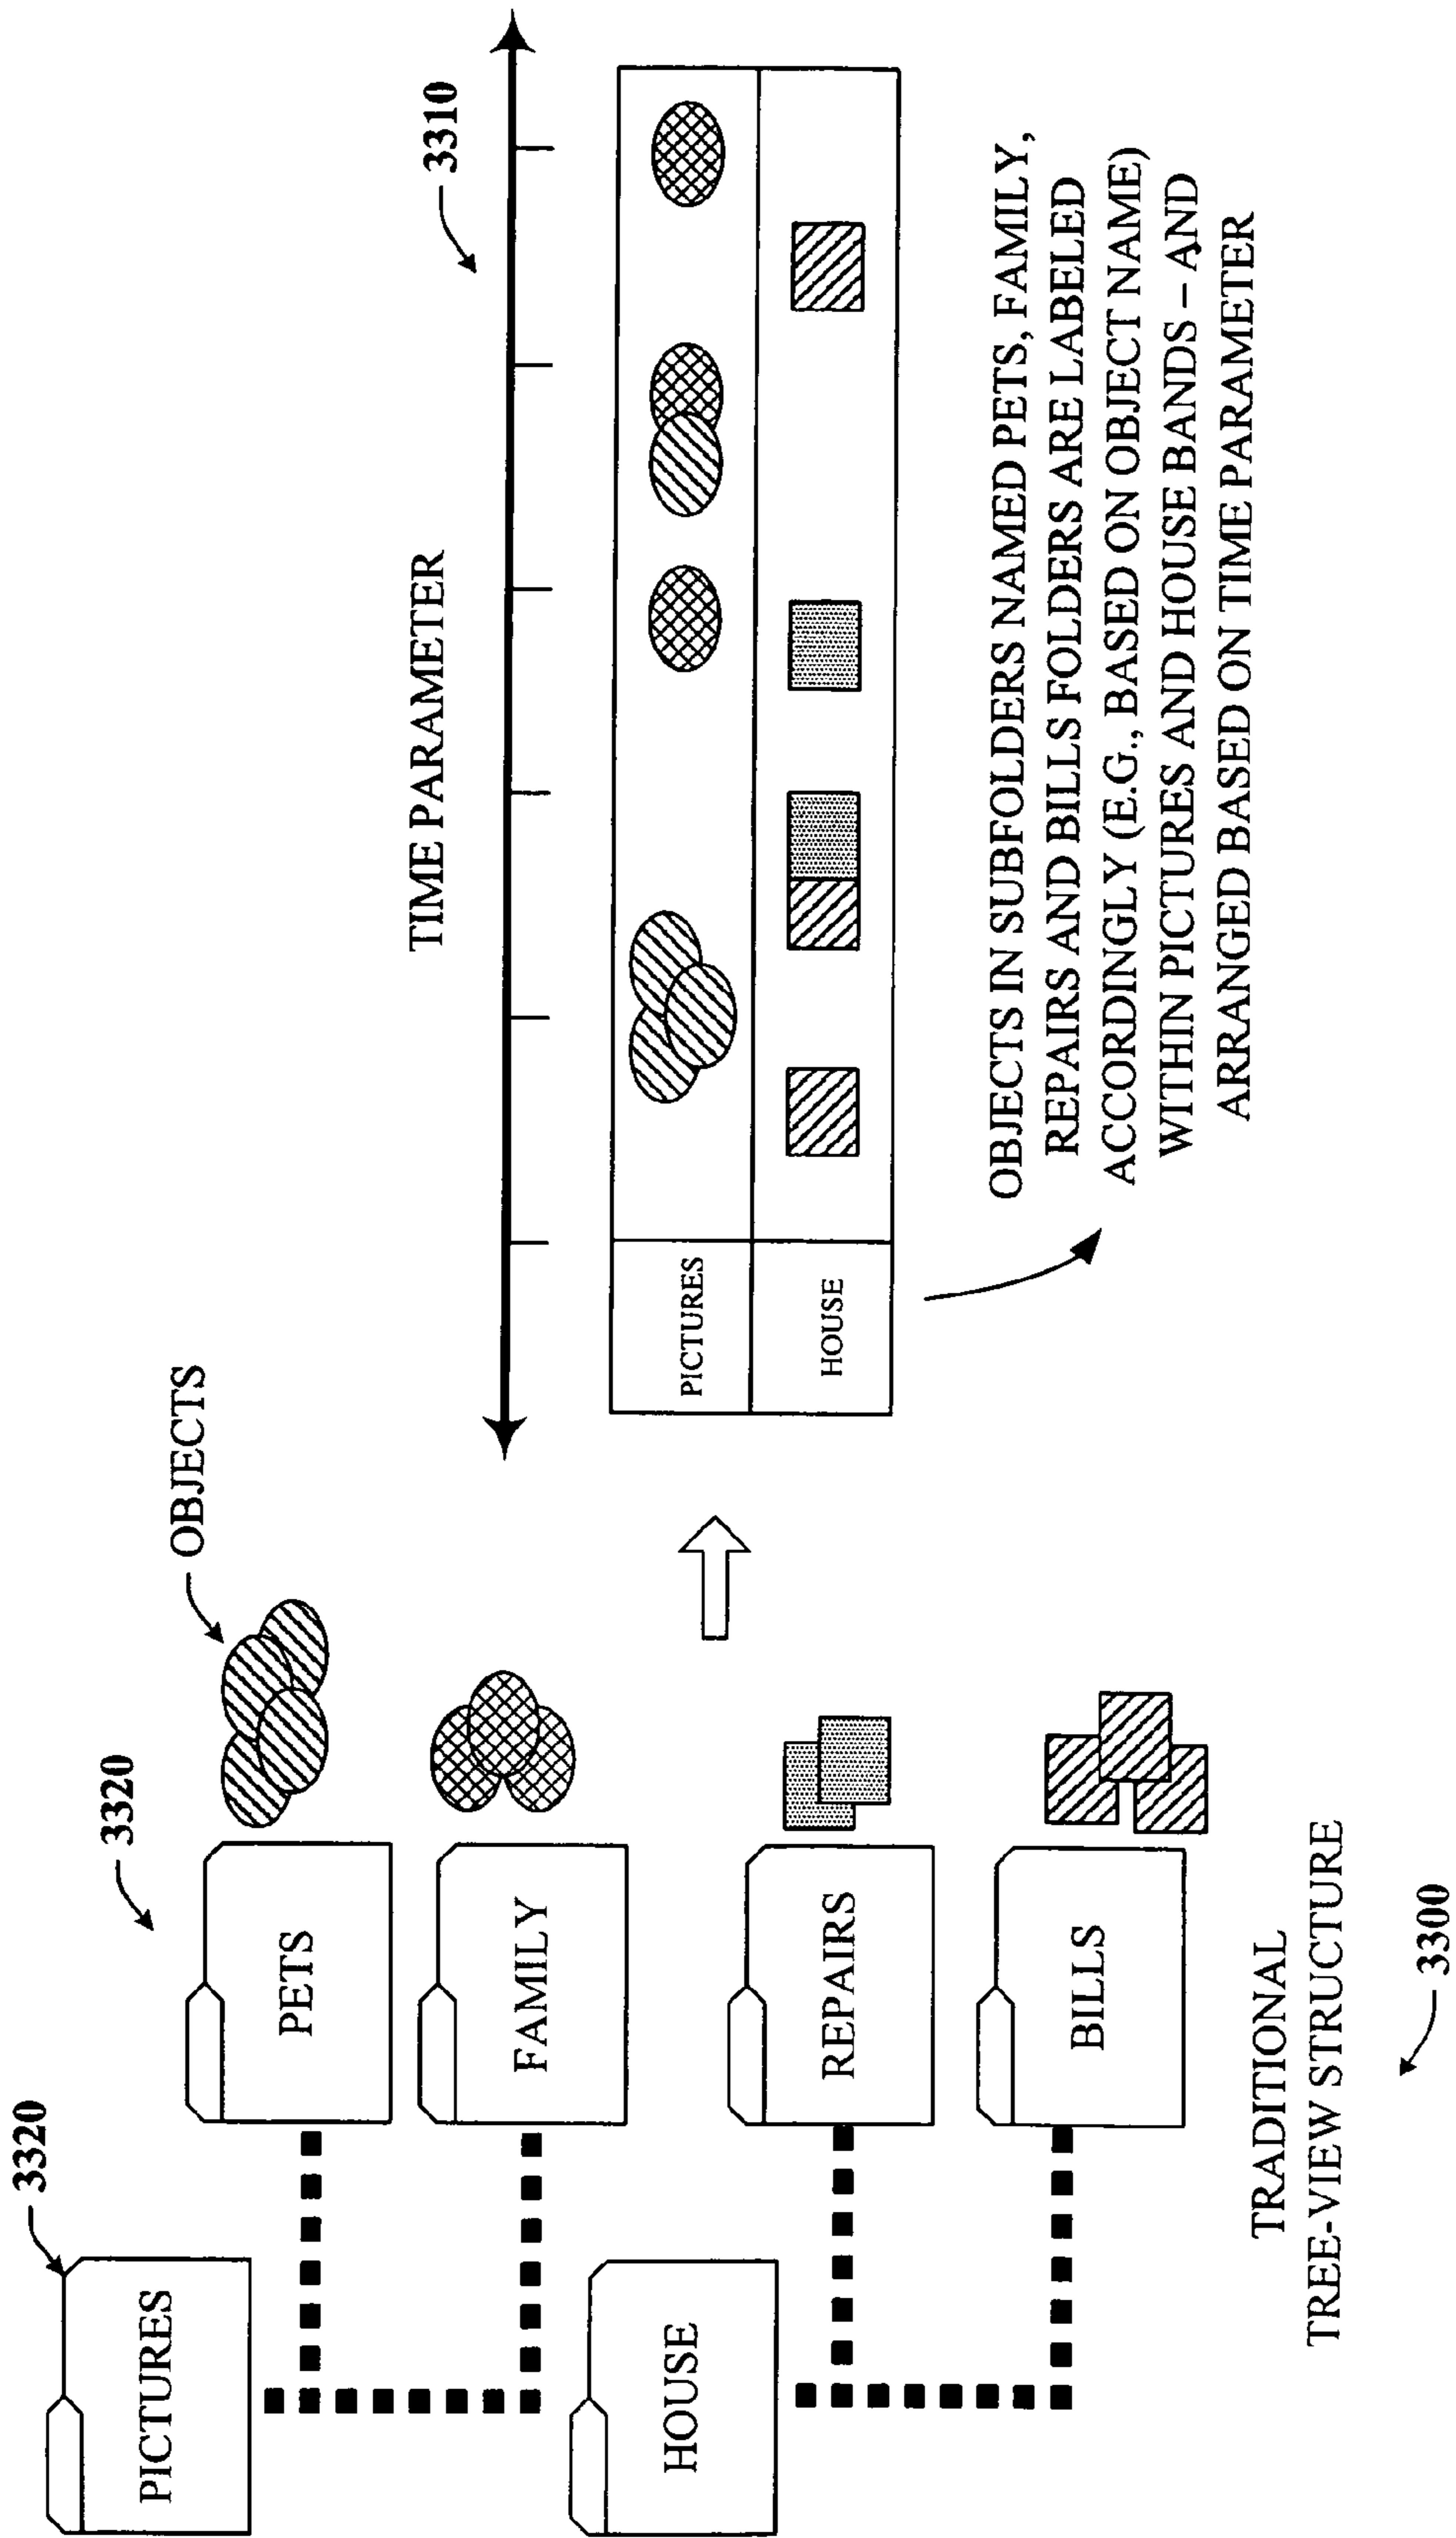 3320
PICTURES
HOUSE
3320
PETS
FAMILY
REPAIRS
BILLS
OBJECTS
TRADITIONAL
TREE-VIEW STRUCTURE
3300
TIME PARAMETER
3310
PICTURES
HOUSE
OBJECTS IN SUBFOLDERS NAMED PETS, FAMILY,
REPAIRS AND BILLS FOLDERS ARE LABELED
ACCORDINGLY (E.G., BASED ON OBJECT NAME)
WITHIN PICTURES AND HOUSE BANDS – AND
ARRANGED BASED ON TIME PARAMETER